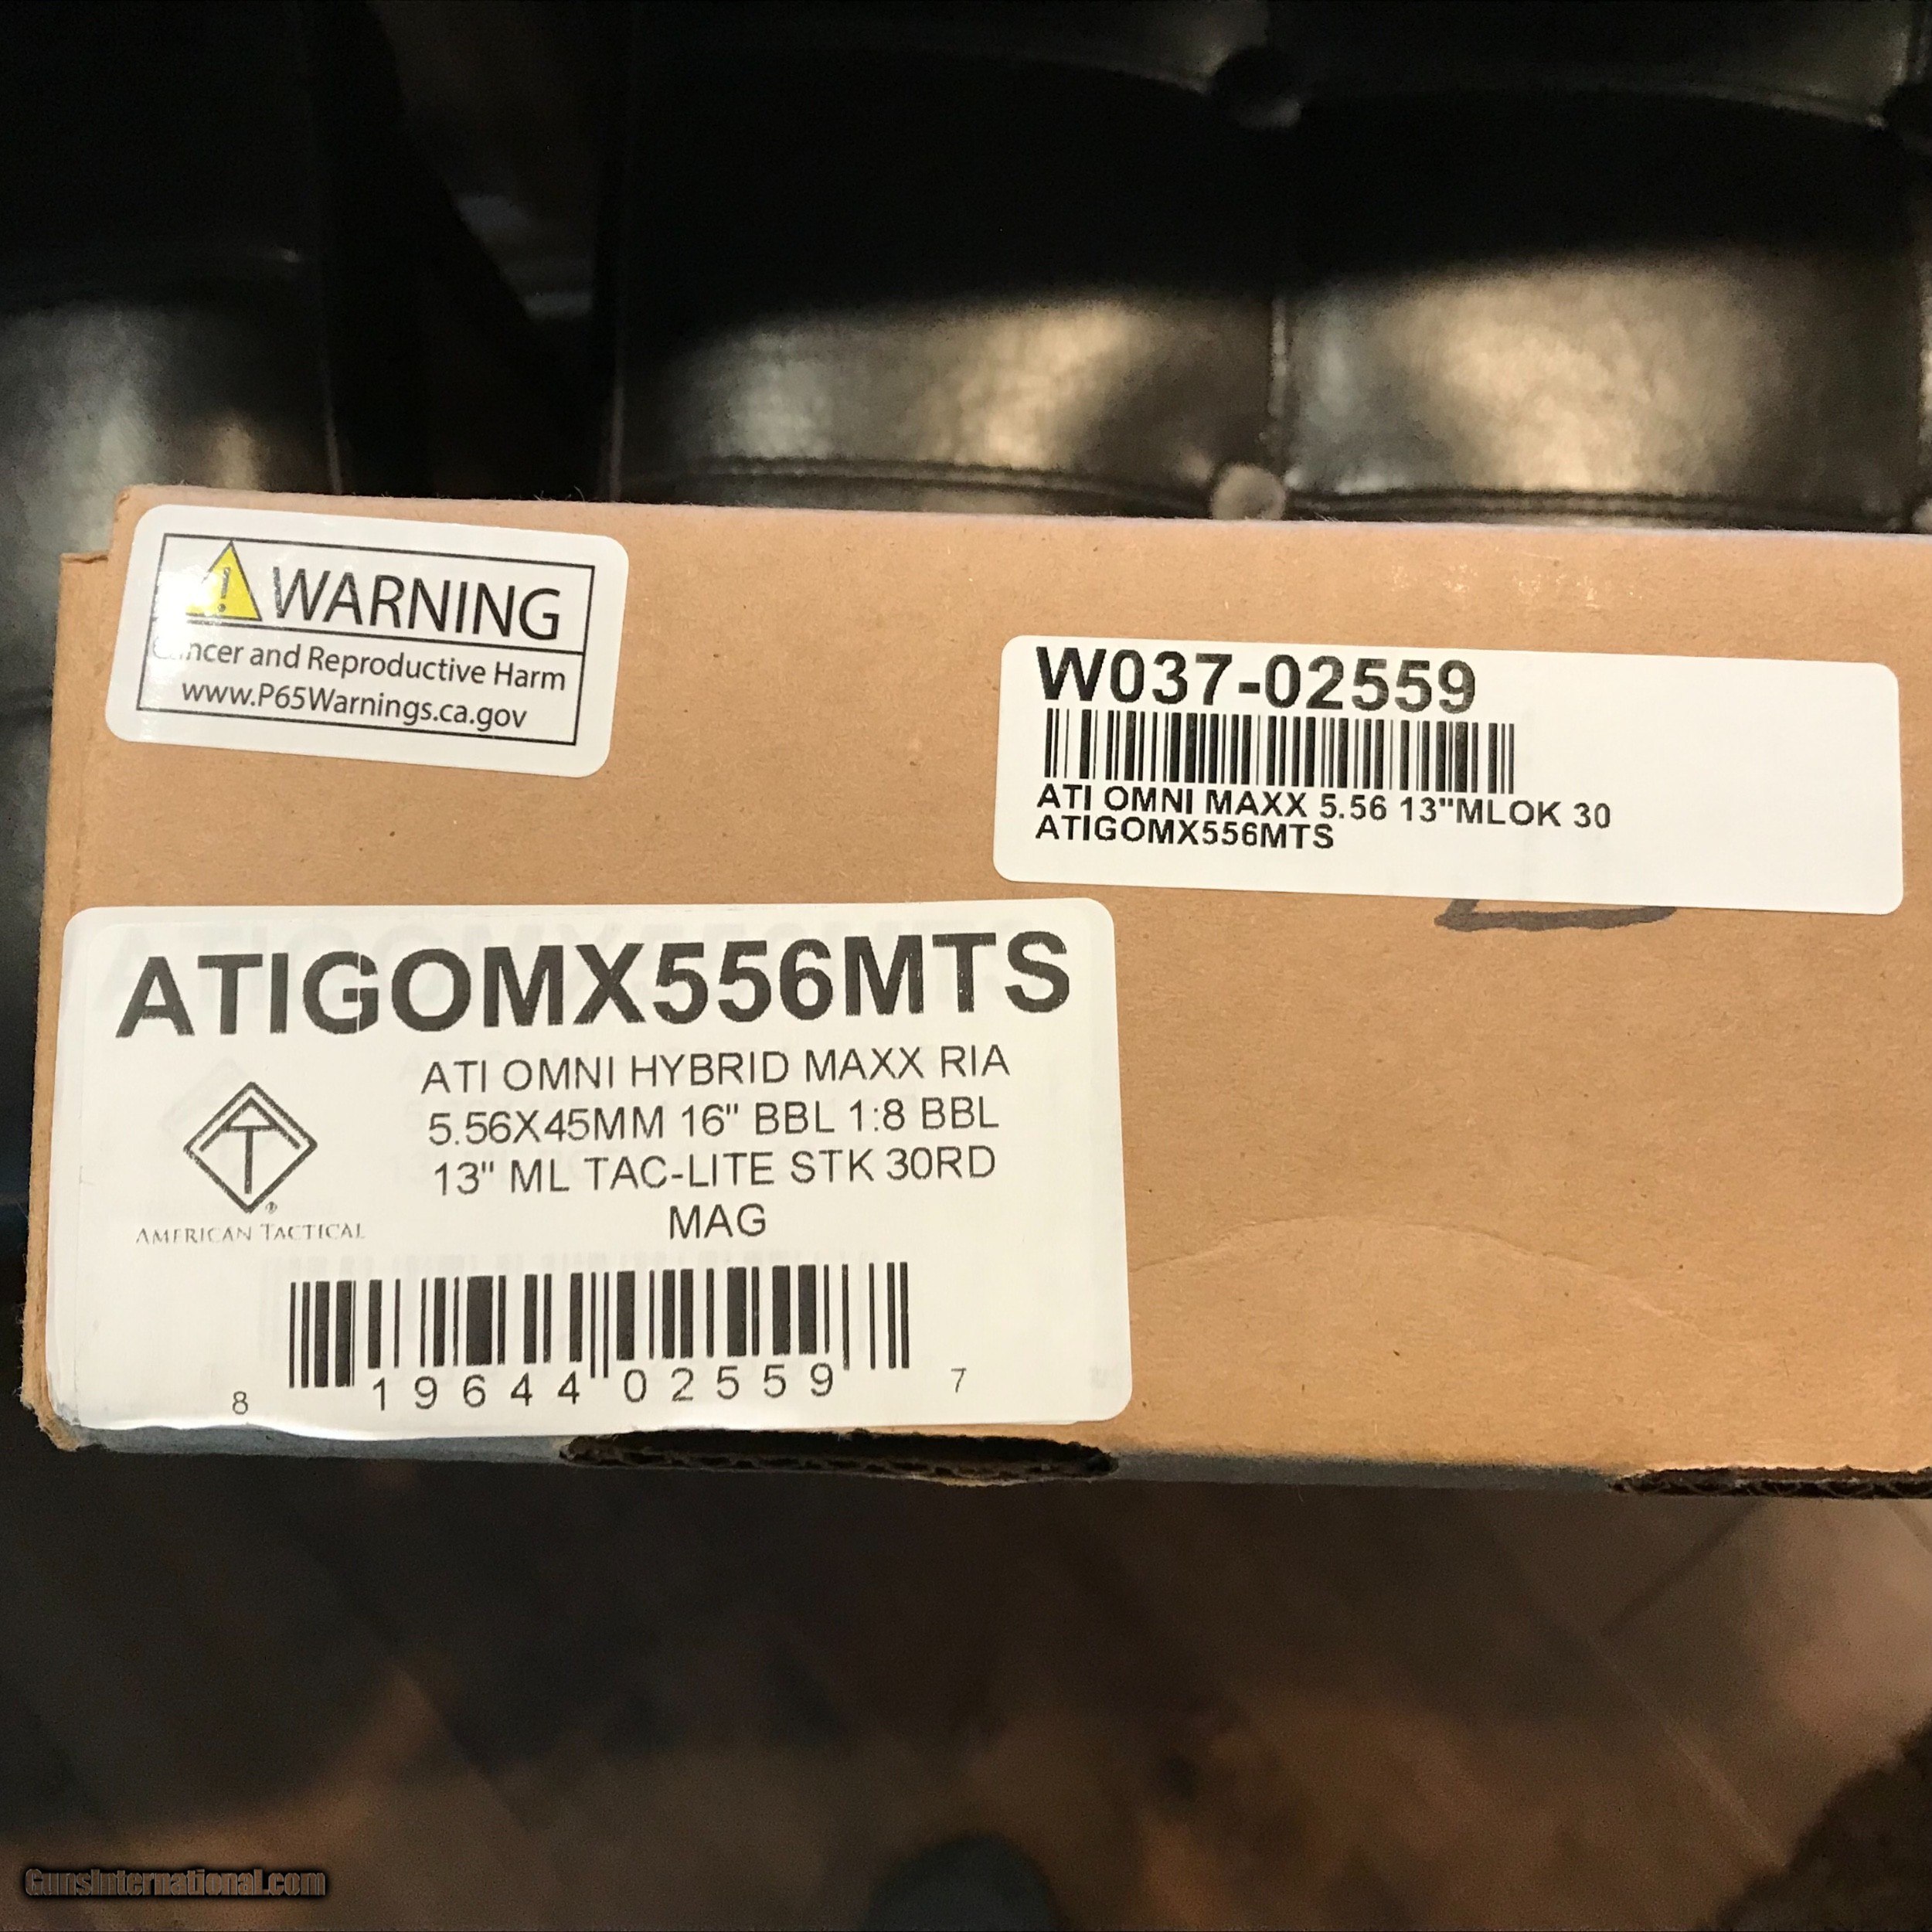 WARNING
Cancer and Reproductive Harm
www.P65Warnings.ca.gov
W037-02559
ATI OMNI MAXX 5.56 13"MLOK 30
ATIGOMX556MTS
ATIGOMX556MTS
ATI OMNI HYBRID MAXX RIA
5.56X45MM 16" BBL 1:8 BBL
13" ML TAC-LITE STK 30RD
MAG
AMERICAN TACTICAL
8 19644 02559 7
GunsInternational.com